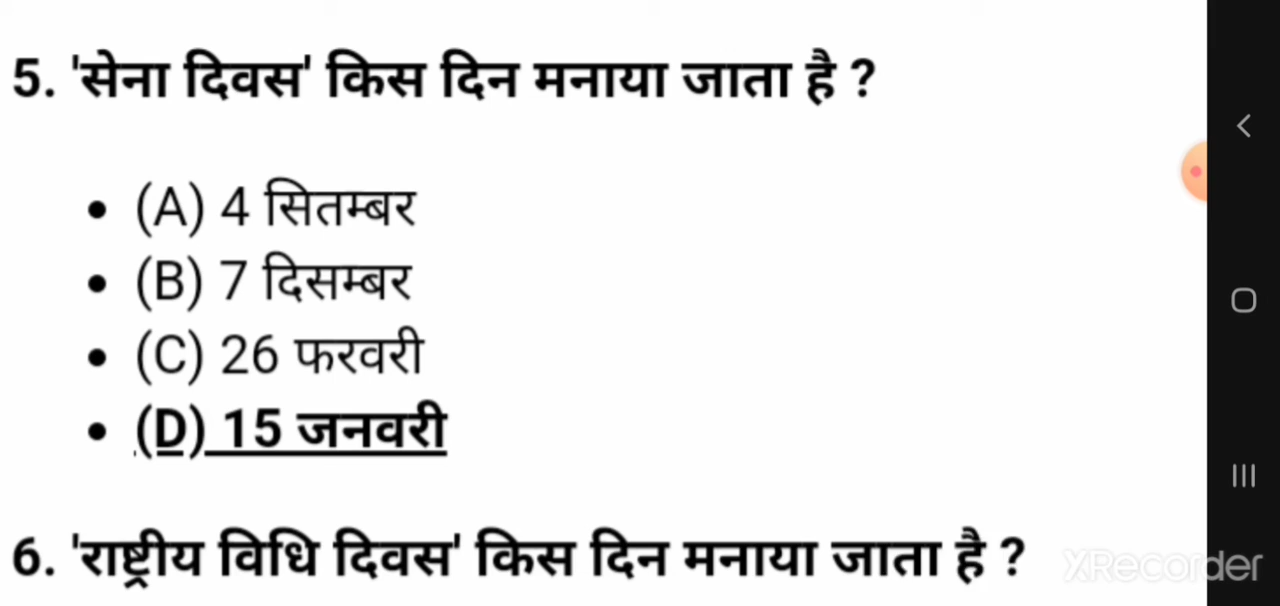 5. 'सेना दिवस' किस दिन मनाया जाता है ?
• (A) 4 सितम्बर
• (B) 7 दिसम्बर
• (C) 26 फरवरी
• (D) 15 जनवरी
6. 'राष्ट्रीय विधि दिवस' किस दिन मनाया जाता है ?
XRecorder